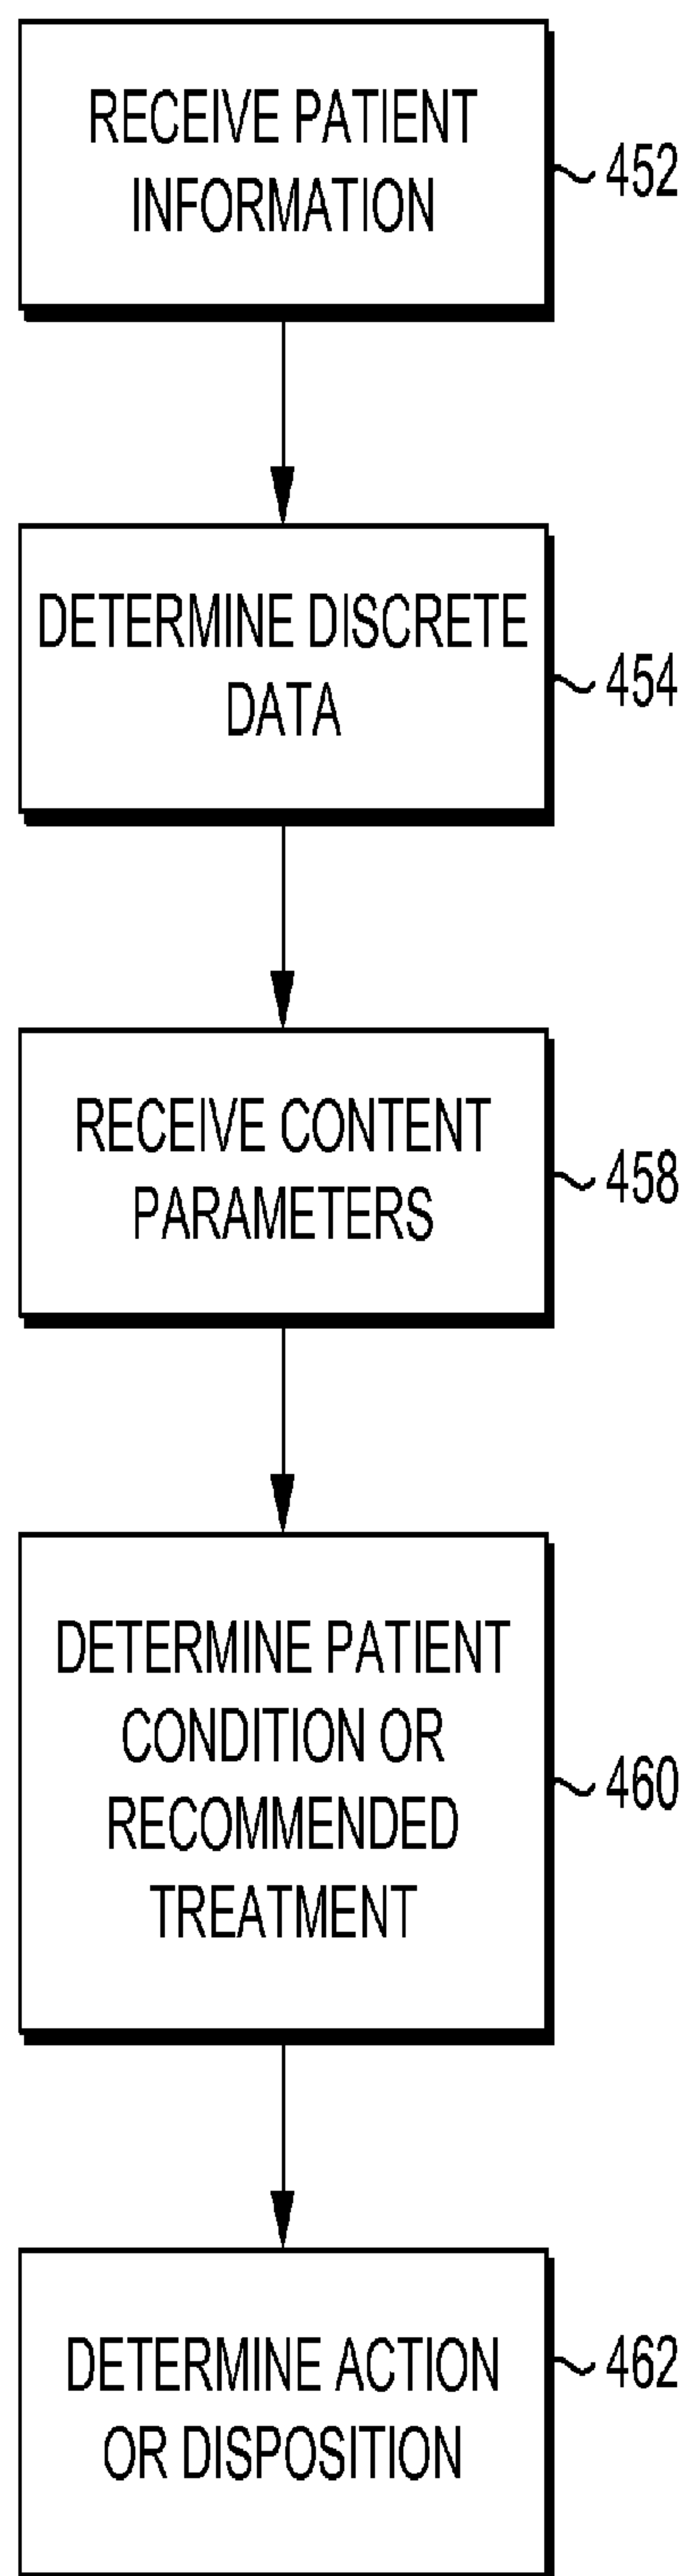 RECEIVE PATIENT
INFORMATION
452
DETERMINE DISCRETE
DATA
454
RECEIVE CONTENT
PARAMETERS
458
DETERMINE PATIENT
CONDITION OR
RECOMMENDED
TREATMENT
460
DETERMINE ACTION
OR DISPOSITION
462